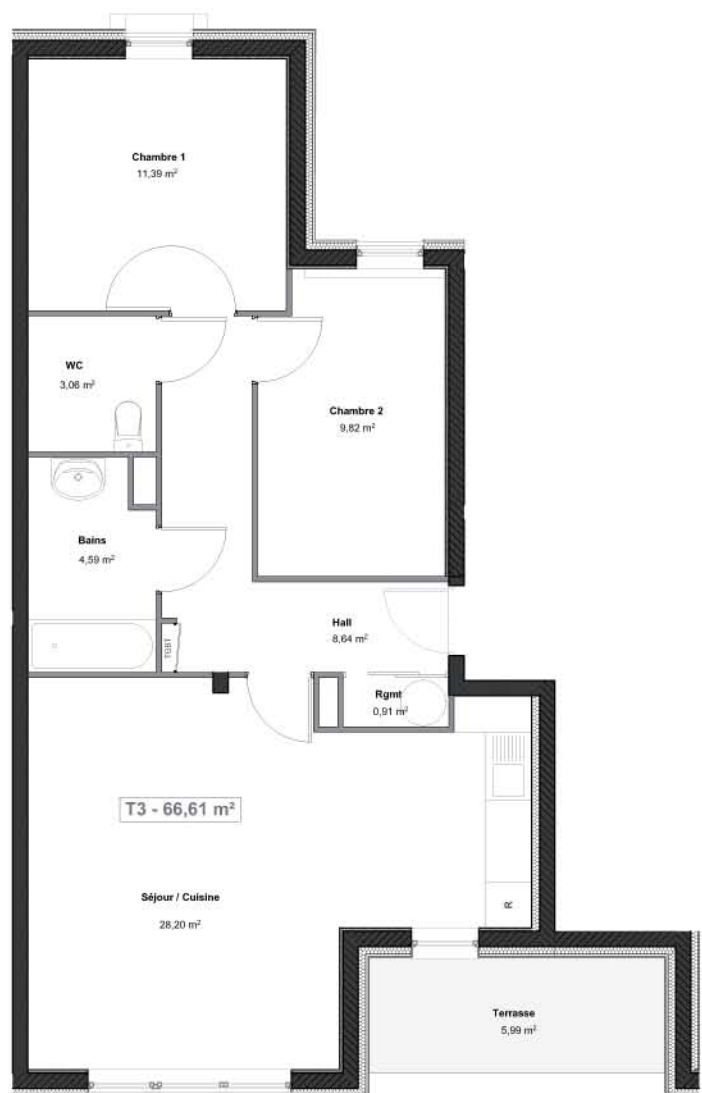 Chambre 1
11,39 m²
WC
3,06 m²
Chambre 2
9,82 m²
Bains
4,59 m²
Hall
8,64 m²
TGBT
Rgmt
0,91 m²
T3 - 66,61 m²
Séjour / Cuisine
28,20 m²
R
Terrasse
5,99 m²